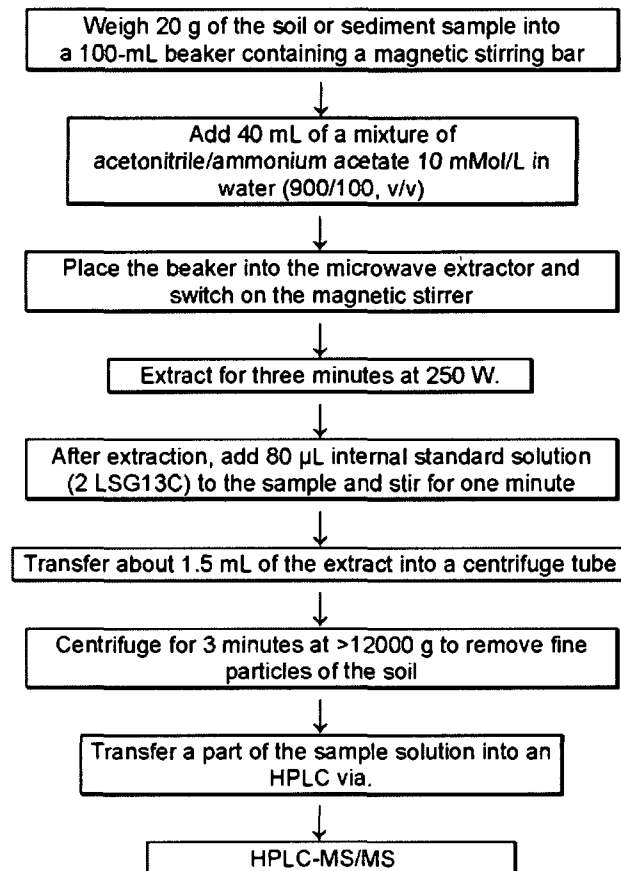 Weigh 20 g of the soil or sediment sample into
a 100-mL beaker containing a magnetic stirring bar
Add 40 mL of a mixture of
acetonitrile/ammonium acetate 10 mMol/L in
water (900/100, v/v)
Place the beaker into the microwave extractor and
switch on the magnetic stirrer
Extract for three minutes at 250 W.
After extraction, add 80 µL internal standard solution
(2 LSG13C) to the sample and stir for one minute
Transfer about 1.5 mL of the extract into a centrifuge tube
Centrifuge for 3 minutes at >12000 g to remove fine
particles of the soil
Transfer a part of the sample solution into an
HPLC via.
HPLC-MS/MS